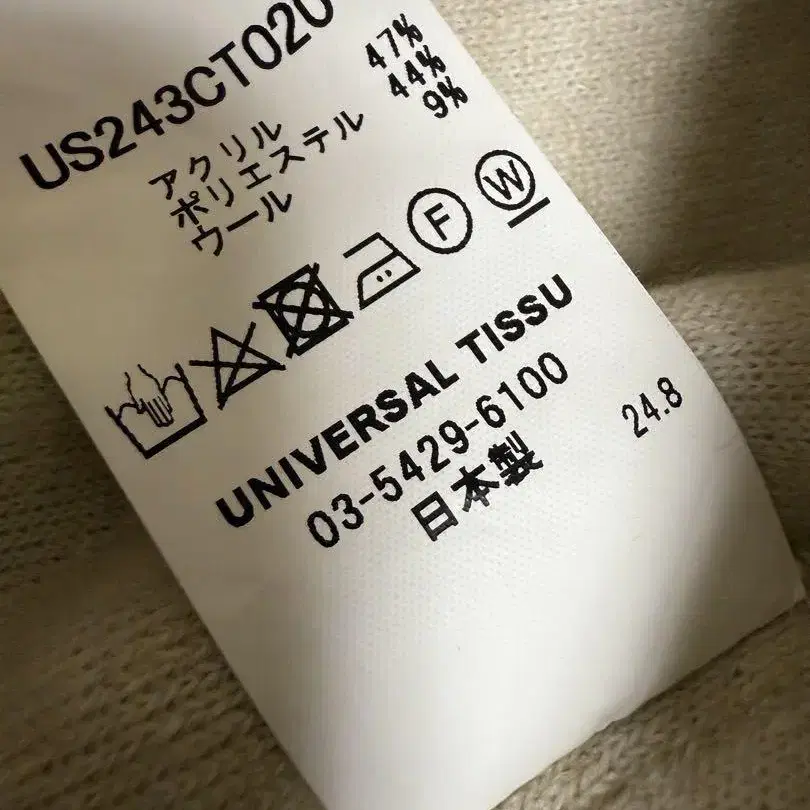 US243CT020
アクリル 47%
ポリエステル 44%
ウール 9%
F W
UNIVERSAL TISSU
03-5429-6100
日本製
24.8